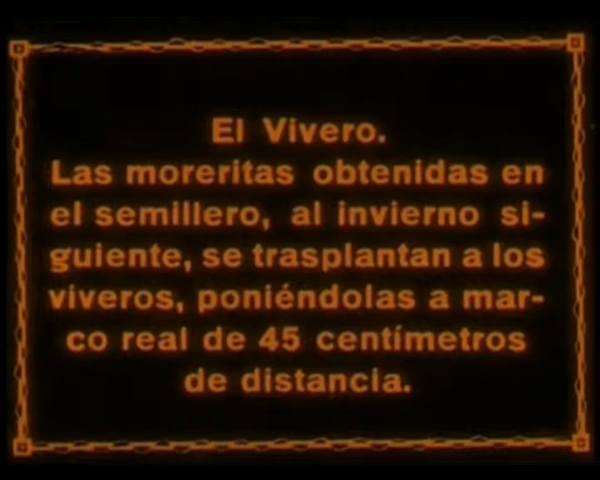 El Vivero.
Las moreritas obtenidas en
el semillero, al invierno si-
guiente, se trasplantan a los
viveros, poniéndolas a mar-
co real de 45 centímetros
de distancia.